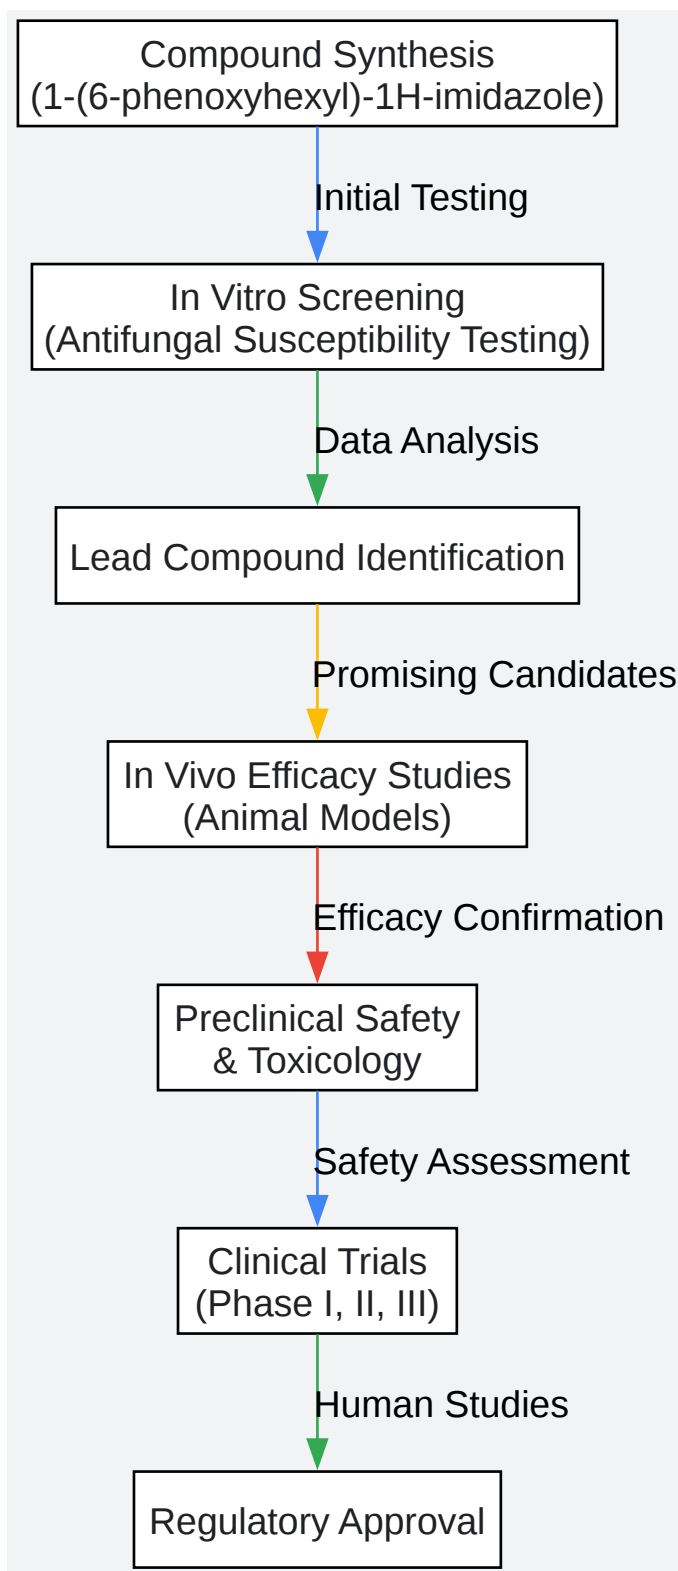 Compound Synthesis
(1-(6-phenoxyhexyl)-1H-imidazole)
Initial Testing
In Vitro Screening
(Antifungal Susceptibility Testing)
Data Analysis
Lead Compound Identification
Promising Candidates
In Vivo Efficacy Studies
(Animal Models)
Efficacy Confirmation
Preclinical Safety
& Toxicology
Safety Assessment
Clinical Trials
(Phase I, II, III)
Human Studies
Regulatory Approval